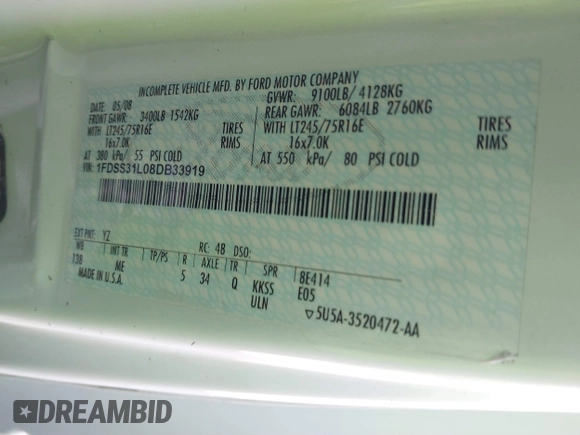 INCOMPLETE VEHICLE MFD. BY FORD MOTOR COMPANY
DATE: 05/08 GVWR: 9100LB/ 4128KG
FRONT GAWR: 3400LB 1542KG REAR GAWR: 6084LB 2760KG
WITH LT245/75R16E TIRES WITH LT245/75R16E TIRES
16x7.0K RIMS 16x7.0K RIMS
AT 380 kPa/ 55 PSI COLD AT 550 kPa/ 80 PSI COLD
VIN: 1FDSS31L08DB33919
EXT PNT: YZ RC: 48 DSO:
WB INT TR TP/PS R AXLE TR SPR 8E414
138 ME 5 34 Q KKSS E05
MADE IN U.S.A. ULN ▽5U5A-3520472-AA
DREAMBID